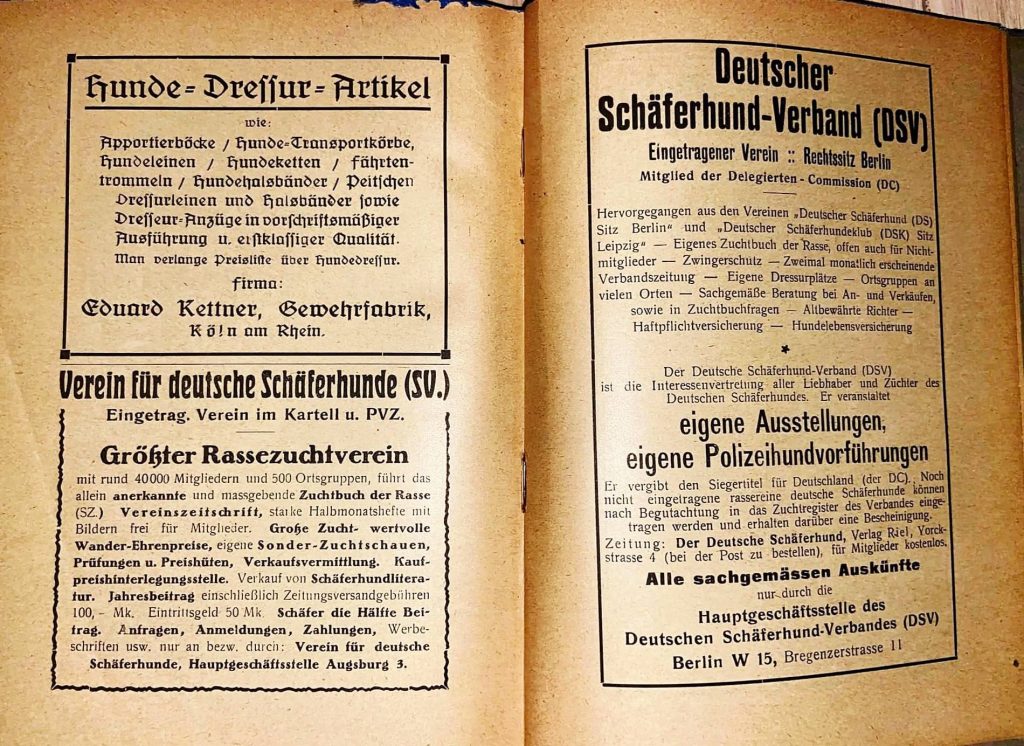 Hunde-Dressur-Artikel
wie:
Apportierböcke / Hunde-Transportkörbe,
Hundeleinen / Hundeketten / Fährten-
trommeln / Hundehalsbänder / Peitschen
Dressurleinen und Halsbänder sowie
Dresseur-Anzüge in vorschriftsmäßiger
Ausführung u. erstklassiger Qualität.
Man verlange Preisliste über Hundedressur.
Firma:
Eduard Kettner, Gewehrfabrik,
Köln am Rhein.
Verein für deutsche Schäferhunde (SV.)
Eingetrag. Verein im Kartell u. PVZ.
Größter Rassezuchtverein
mit rund 40000 Mitgliedern und 500 Ortsgruppen, führt das
allein anerkannte und massgebende Zuchtbuch der Rasse
(SZ.) Vereinszeitschrift, starke Halbmonatshefte mit
Bildern frei für Mitglieder. Große Zucht- wertvolle
Wander-Ehrenpreise, eigene Sonder-Zuchtschauen,
Prüfungen u. Preishüten, Verkaufsvermittlung. Kauf-
preishinterlegungsstelle. Verkauf von Schäferhundlitera-
tur. Jahresbeitrag einschließlich Zeitungsversandgebühren
100,- Mk. Eintrittsgeld 50 Mk. Schäfer die Hälfte Bei-
trag. Anfragen, Anmeldungen, Zahlungen, Werbe-
schriften usw. nur an bezw. durch: Verein für deutsche
Schäferhunde, Hauptgeschäftsstelle Augsburg 3.
Deutscher
Schäferhund-Verband (DSV)
Eingetragener Verein :: Rechtssitz Berlin
Mitglied der Delegierten-Commission (DC)
Hervorgegangen aus den Vereinen „Deutscher Schäferhund (DS)
Sitz Berlin" und „Deutscher Schäferhundeklub (DSK) Sitz
Leipzig" — Eigenes Zuchtbuch der Rasse, offen auch für Nicht-
mitglieder — Zwingerschutz — Zweimal monatlich erscheinende
Verbandszeitung — Eigene Dressurplätze — Ortsgruppen an
vielen Orten — Sachgemäße Beratung bei An- und Verkäufen,
sowie in Zuchtbuchfragen — Altbewährte Richter —
Haftpflichtversicherung — Hundelebensversicherung
Der Deutsche Schäferhund-Verband (DSV)
ist die Interessenvertretung aller Liebhaber und Züchter des
Deutschen Schäferhundes. Er veranstaltet
eigene Ausstellungen,
eigene Polizeihundvorführungen
Er vergibt den Siegertitel für Deutschland (der DC). Noch
nicht eingetragene rassereine deutsche Schäferhunde können
nach Begutachtung in das Zuchtregister des Verbandes einge-
tragen werden und erhalten darüber eine Bescheinigung.
Zeitung: Der Deutsche Schäferhund, Verlag Riel, Yorck-
strasse 4 (bei der Post zu bestellen), für Mitglieder kostenlos.
Alle sachgemässen Auskünfte
nur durch die
Hauptgeschäftsstelle des
Deutschen Schäferhund-Verbandes (DSV)
Berlin W 15, Bregenzerstrasse 11